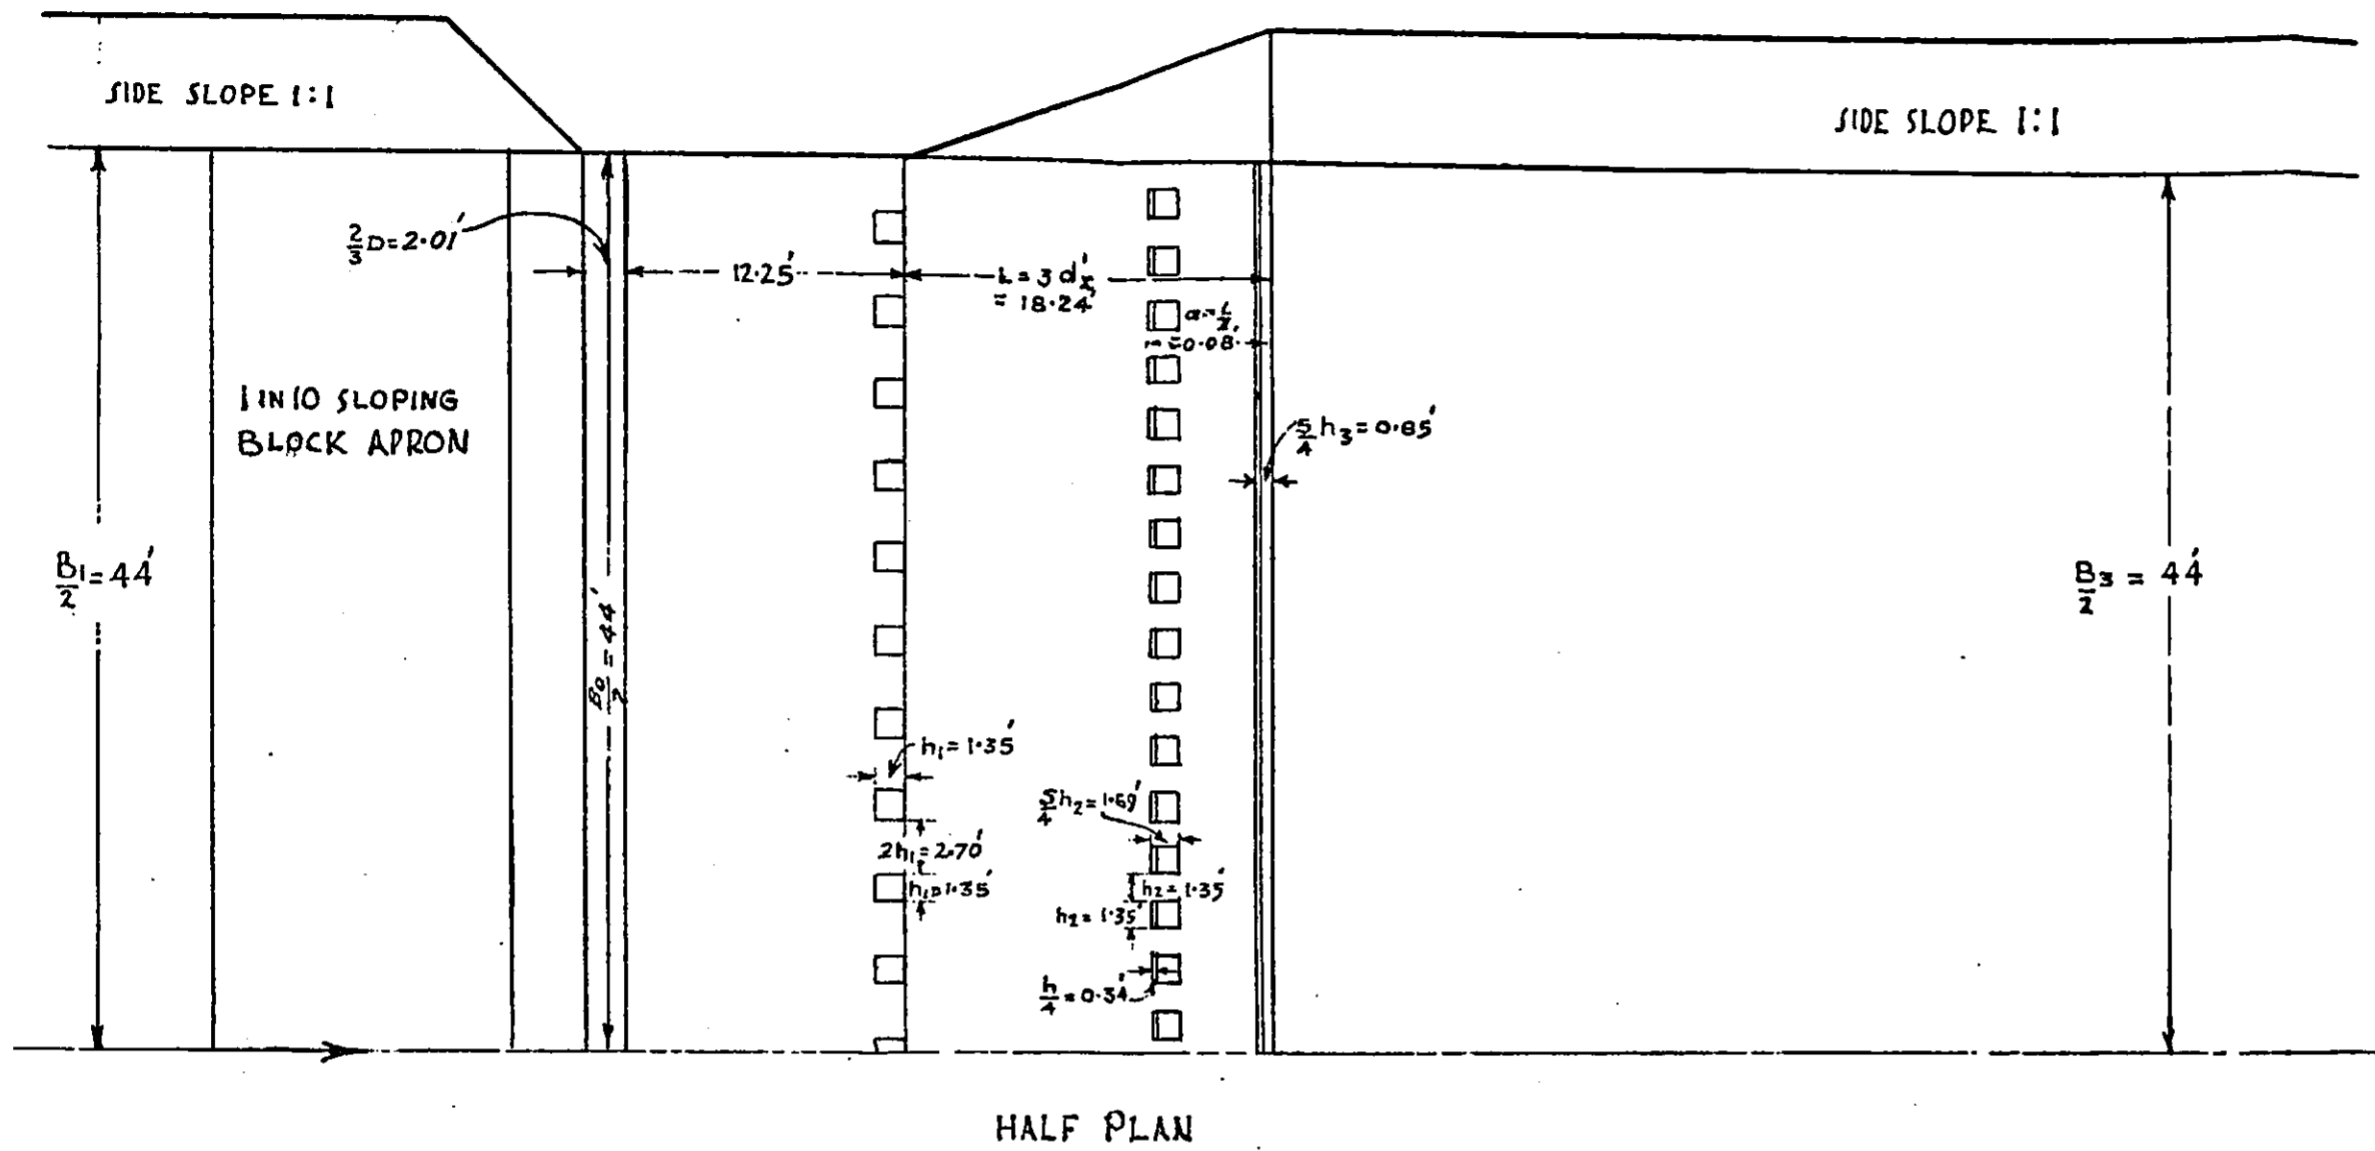 SIDE SLOPE 1:1
SIDE SLOPE 1:1
2/3 D=2.01'
12.25'
L = 3 d'x
= 18.24'
= 0.08'
1 IN 10 SLOPING
BLOCK APRON
5/4 h3=0.85'
B1/2 = 44'
B0/2 = 44'
B3/2 = 44'
h1=1.35'
5/4 h2=1.69'
2h1=2.70'
h1=1.35'
h2=1.35'
h2=1.35'
h/4=0.34'
HALF PLAN